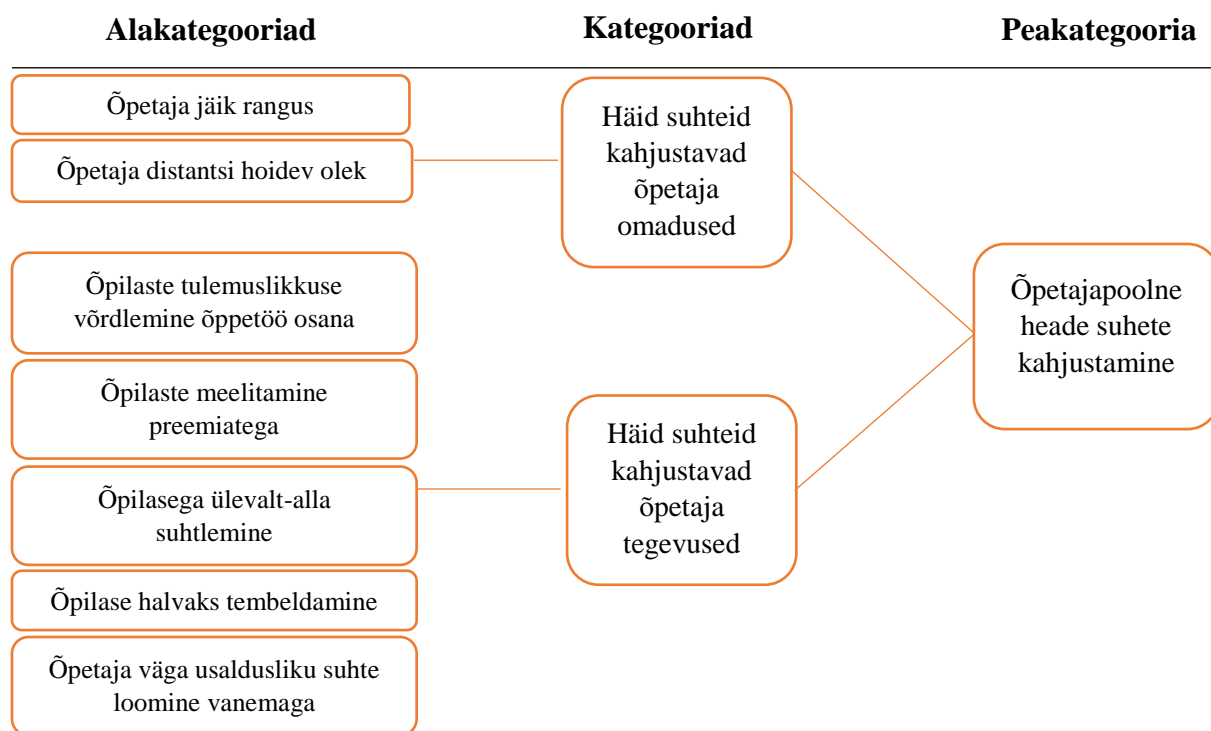 Alakategooriad
Kategooriad
Peakategooria
Õpetaja jäik rangus
Õpetaja distantsi hoidev olek
Häid suhteid
kahjustavad
õpetaja
omadused
Õpilaste tulemuslikkuse
võrdlemine õppetöö osana
Õpilaste meelitamine
preemiatega
Õpilasega ülevalt-alla
suhtlemine
Õpilase halvaks tembeldamine
Õpetaja väga usaldusliku suhte
loomine vanemaga
Häid suhteid
kahjustavad
õpetaja
tegevused
Õpetajapoolne
heade suhete
kahjustamine